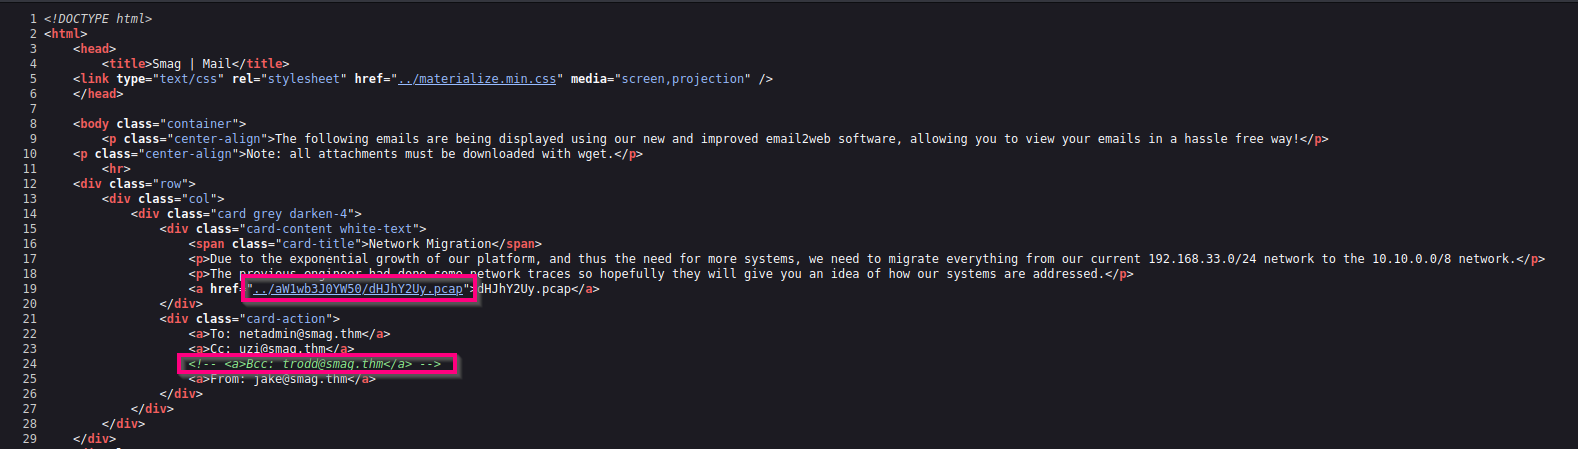 1 <!DOCTYPE html>
2 <html>
3 <head>
4 <title>Smag | Mail</title>
5 <link type="text/css" rel="stylesheet" href="../materialize.min.css" media="screen,projection" />
6 </head>
7
8 <body class="container">
9 <p class="center-align">The following emails are being displayed using our new and improved email2web software, allowing you to view your emails in a hassle free way!</p>
10 <p class="center-align">Note: all attachments must be downloaded with wget.</p>
11 <hr>
12 <div class="row">
13 <div class="col">
14 <div class="card grey darken-4">
15 <div class="card-content white-text">
16 <span class="card-title">Network Migration</span>
17 <p>Due to the exponential growth of our platform, and thus the need for more systems, we need to migrate everything from our current 192.168.33.0/24 network to the 10.10.0.0/8 network.</p>
18 <p>The previous engineer had done some network traces so hopefully they will give you an idea of how our systems are addressed.</p>
19 <a href="../aW1wb3J0YW50/dHJhY2Uy.pcap">dHJhY2Uy.pcap</a>
20 </div>
21 <div class="card-action">
22 <a>To: netadmin@smag.thm</a>
23 <a>Cc: uzi@smag.thm</a>
24 <!-- <a>Bcc: trodd@smag.thm</a> -->
25 <a>From: jake@smag.thm</a>
26 </div>
27 </div>
28 </div>
29 </div>